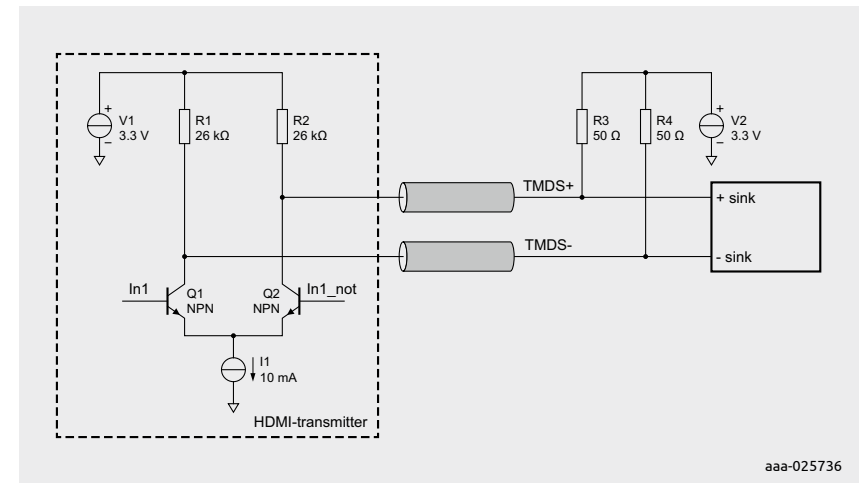 +
V1
3.3 V
−
R1
26 kΩ
R2
26 kΩ
R3
50 Ω
R4
50 Ω
+
V2
3.3 V
−
TMDS+
+ sink
TMDS-
- sink
In1
Q1
NPN
Q2
NPN
In1_not
I1
10 mA
HDMI-transmitter
aaa-025736